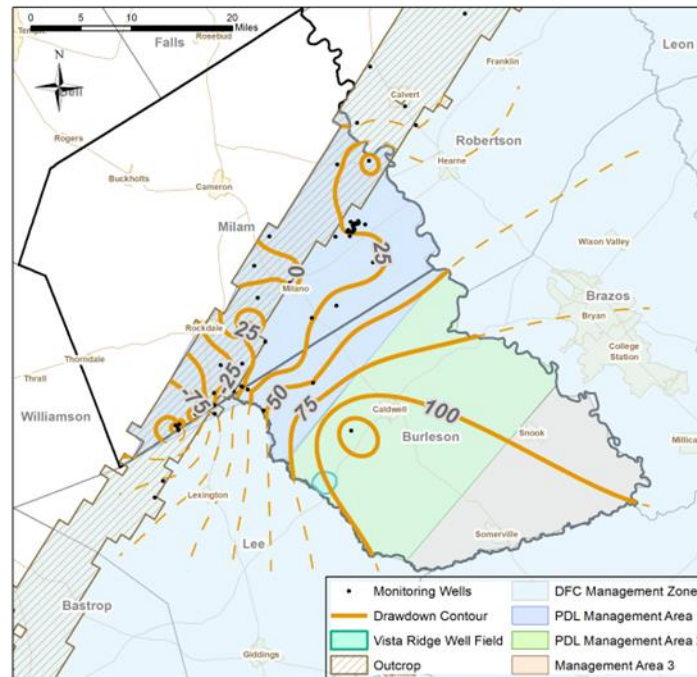 0 5 10 20
Miles
Falls
Rosebud
Leon
N
Bell
Franklin
Calvert
Robertson
Rogers
Buckholts
Cameron
Hearne
Milam
25
Wixon Valley
0
Milano
Brazos
Bryan
College
Station
Rockdale
25
Thorndale
Thrall
-25
-75
50
75
100
Caldwell
Williamson
Burleson
Snook
Millica
Lexington
Lee
Somerville
Bastrop
Giddings
Monitoring Wells
Drawdown Contour
Vista Ridge Well Field
Outcrop
DFC Management Zone
PDL Management Area
PDL Management Area
Management Area 3